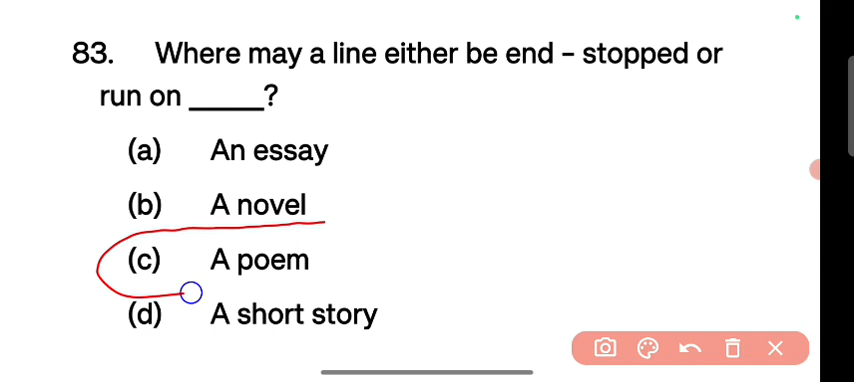 83. Where may a line either be end - stopped or
run on _____?
(a) An essay
(b) A novel
(c) A poem
(d) A short story